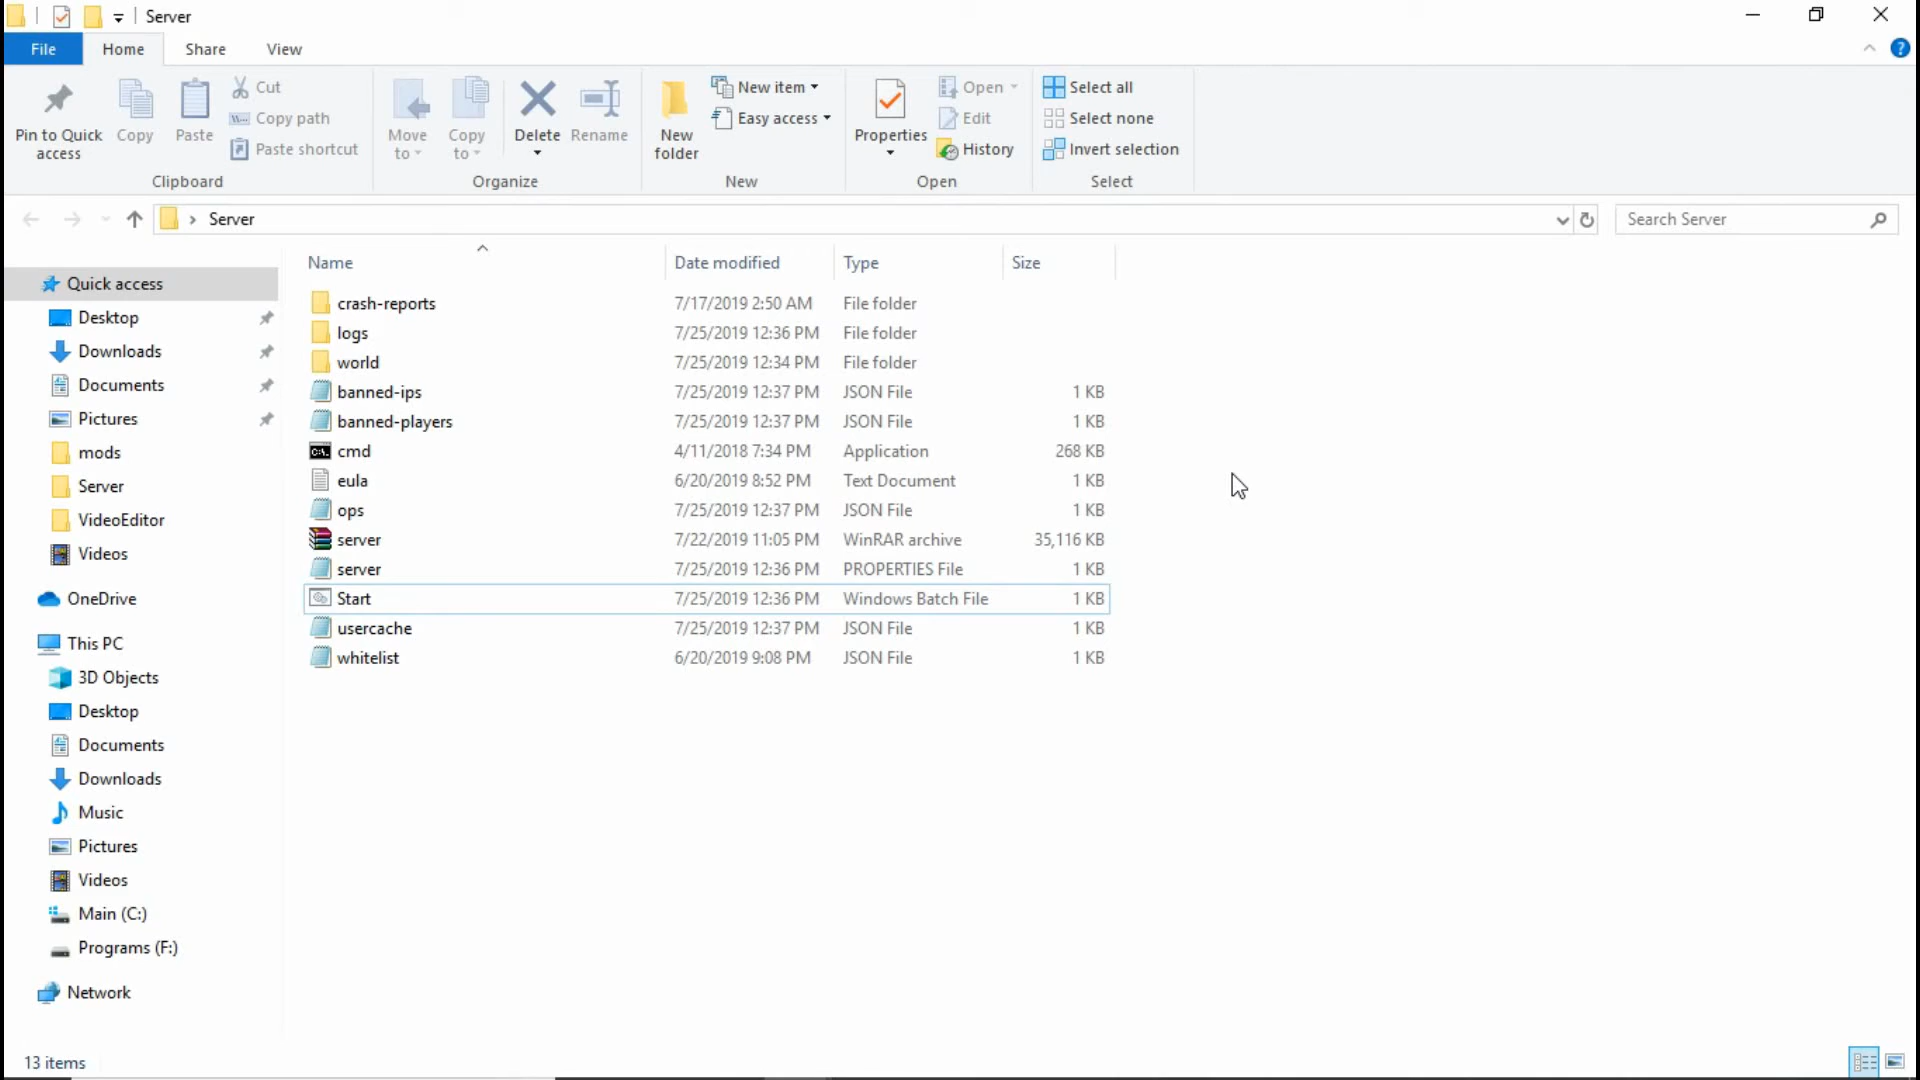 Server
File Home Share View
Pin to Quick access
Copy
Paste
Cut
Copy path
Paste shortcut
Clipboard
Move to
Copy to
Delete
Rename
Organize
New folder
New item
Easy access
New
Properties
Open
Edit
History
Open
Select all
Select none
Invert selection
Select
Server
Search Server
Quick access
Desktop
Downloads
Documents
Pictures
mods
Server
VideoEditor
Videos
OneDrive
This PC
3D Objects
Desktop
Documents
Downloads
Music
Pictures
Videos
Main (C:)
Programs (F:)
Network
Name Date modified Type Size
crash-reports 7/17/2019 2:50 AM File folder
logs 7/25/2019 12:36 PM File folder
world 7/25/2019 12:34 PM File folder
banned-ips 7/25/2019 12:37 PM JSON File 1 KB
banned-players 7/25/2019 12:37 PM JSON File 1 KB
cmd 4/11/2018 7:34 PM Application 268 KB
eula 6/20/2019 8:52 PM Text Document 1 KB
ops 7/25/2019 12:37 PM JSON File 1 KB
server 7/22/2019 11:05 PM WinRAR archive 35,116 KB
server 7/25/2019 12:36 PM PROPERTIES File 1 KB
Start 7/25/2019 12:36 PM Windows Batch File 1 KB
usercache 7/25/2019 12:37 PM JSON File 1 KB
whitelist 6/20/2019 9:08 PM JSON File 1 KB
13 items